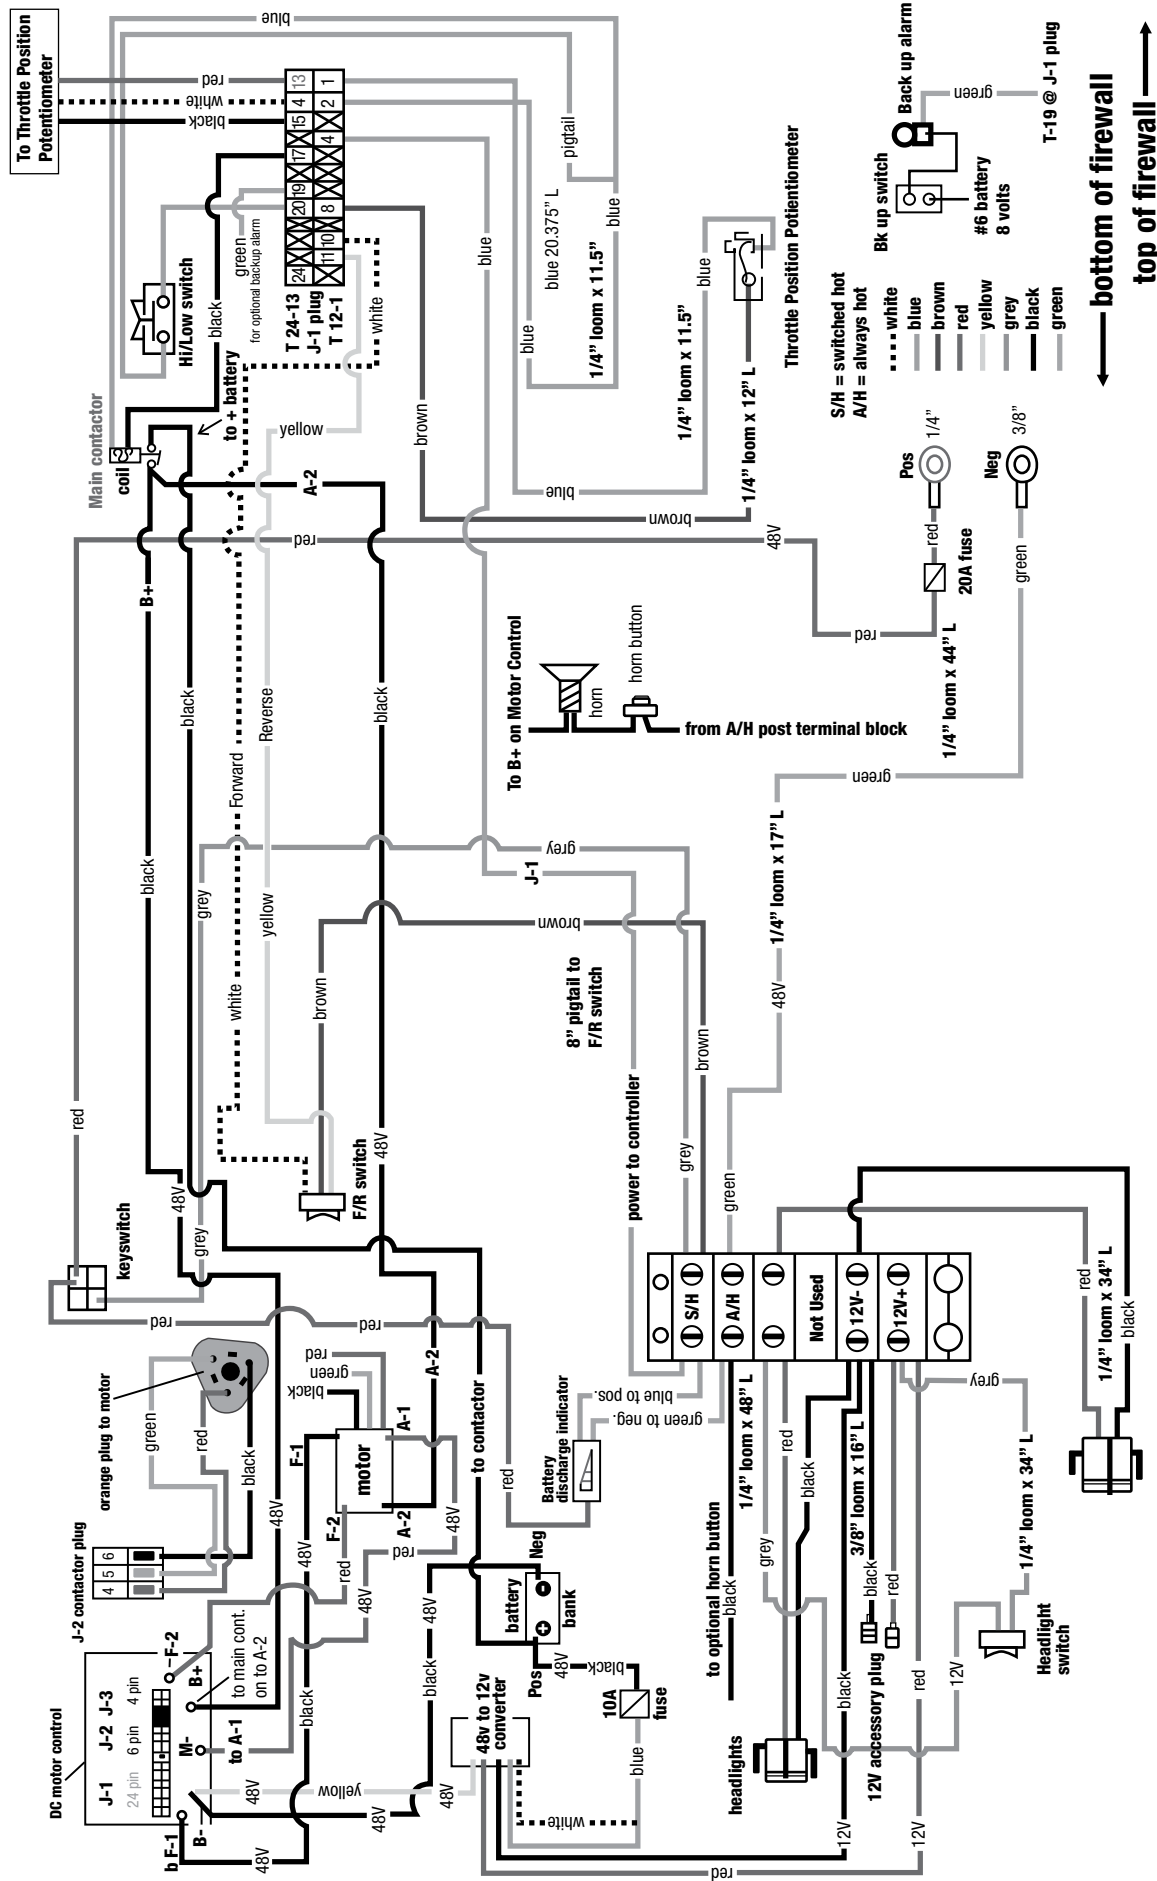 blue
To Throttle Position
Potentiometer
red
white
black
13
4
15
17
19
20
24
1
2
4
8
10
11
T 24-13
J-1 plug
T 12-1
green
for optional backup alarm
Hi/Low switch
black
white
to + battery
Main contactor
coil
yellow
A-2
brown
blue
pigtail
blue
blue 20.375” L
1/4” loom x 11.5”
blue
blue
1/4” loom x 11.5”
blue
1/4” loom x 12” L
brown
Throttle Position Potientiometer
Back up alarm
green
T-19 @ J-1 plug
Bk up switch
#6 battery
8 volts
bottom of firewall
top of firewall
S/H = switched hot
A/H = always hot
white
blue
brown
red
yellow
grey
black
green
Pos
1/4”
Neg
3/8”
red
20A fuse
green
red
1/4” loom x 44” L
48V
red
B+
black
Reverse
Forward
black
black
To B+ on Motor Control
horn
horn button
from A/H post terminal block
green
1/4” loom x 17” L
48V
grey
J-1
brown
8” pigtail to
F/R switch
grey
white
yellow
brown
brown
power to controller
grey
green
red
48V
48V
F/R switch
keyswitch
grey
red
red
orange plug to motor
green
red
black
red
green
black
A-1
A-2
F-1
motor
F-2
A-2
to contactor
48V
48V
48V
red
red
48V
red
Battery
discharge indicator
blue to pos.
green to neg.
S/H
A/H
Not Used
12V-
12V+
red
1/4” loom x 34” L
black
J-2 contactor plug
4
5
6
DC motor control
J-1
J-2
J-3
24 pin
6 pin
4 pin
F-2
B+
to main cont.
on to A-2
M-
to A-1
b F-1
B-
48V
48V
yellow
48V
black
48V
black
48V
Neg
battery
bank
Pos
48V
black
10A
fuse
48v to 12v
converter
blue
white
red
to optional horn button
black
1/4” loom x 48” L
grey
red
black
3/8” loom x 16” L
black
red
12V accessory plug
headlights
black
red
12V
12V
12V
grey
1/4” loom x 34” L
Headlight
switch